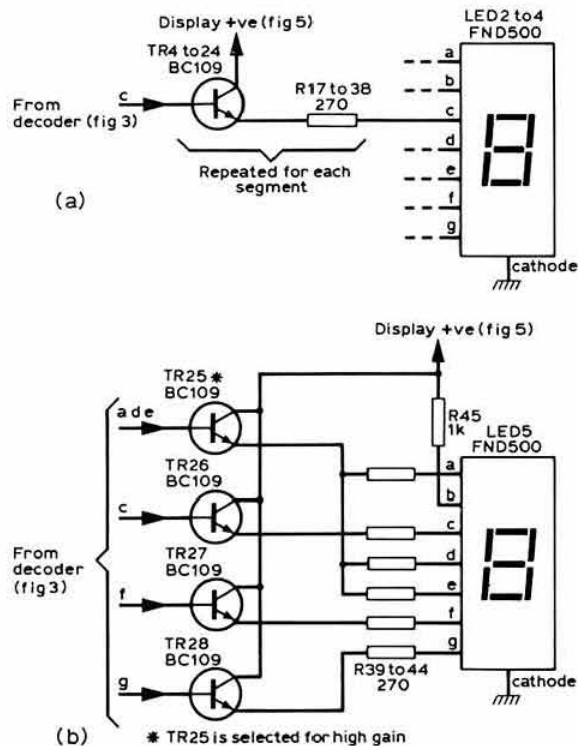 Display +ve (fig 5)
LED2 to 4
FND500
TR4 to 24
BC109
R17 to 38
270
From
decoder (fig 3)
c
a
b
c
d
e
f
g
Repeated for each
segment
(a)
cathode
Display +ve (fig 5)
TR25 *
BC109
R45
1k
LED5
FND500
a d e
TR26
BC109
c
From
decoder
(fig 3)
TR27
BC109
f
TR28
BC109
g
a
b
c
d
e
f
g
R39 to 44
270
cathode
(b)
* TR25 is selected for high gain